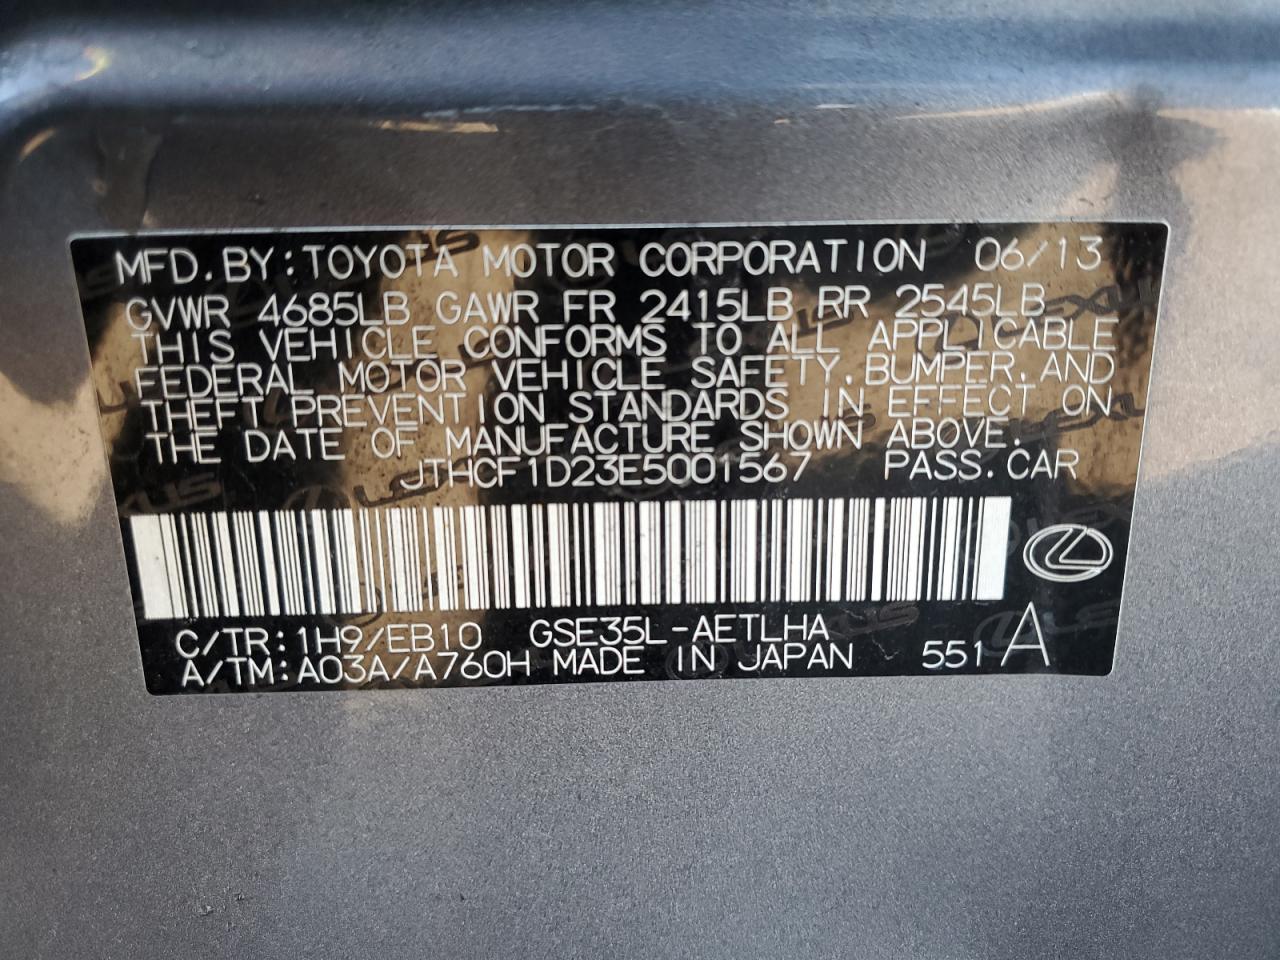 MFD. BY: TOYOTA MOTOR CORPORATION 06/13
GVWR 4685LB GAWR FR 2415LB RR 2545LB
THIS VEHICLE CONFORMS TO ALL APPLICABLE
FEDERAL MOTOR VEHICLE SAFETY, BUMPER, AND
THEFT PREVENTION STANDARDS IN EFFECT ON
THE DATE OF MANUFACTURE SHOWN ABOVE.
JTHCF1D23E5001567 PASS. CAR
C/TR: 1H9/EB10 GSE35L-AETLHA
A/TM: A03A/A760H MADE IN JAPAN 551 A